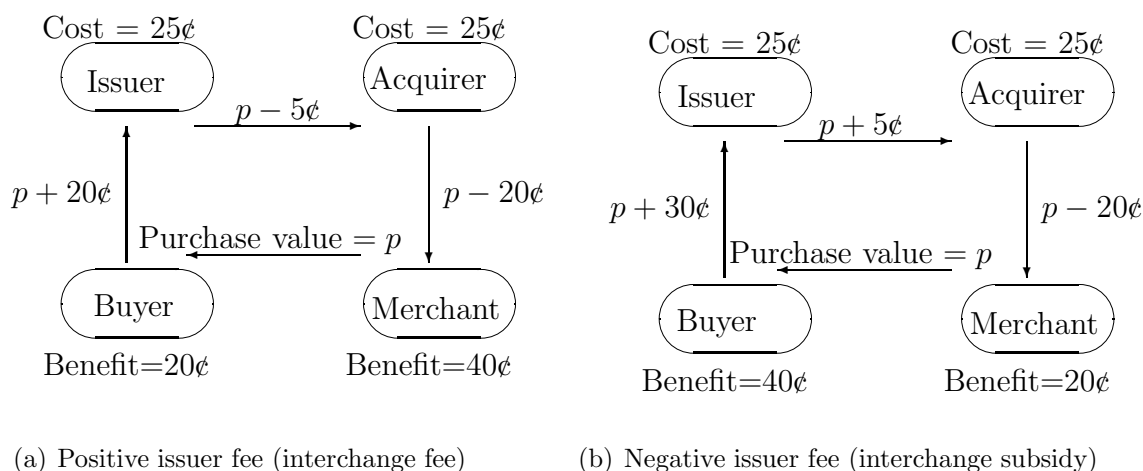 Cost = 25¢
Cost = 25¢
Issuer
Acquirer
p − 5¢
p + 20¢
p − 20¢
Purchase value = p
Buyer
Merchant
Benefit=20¢
Benefit=40¢
(a) Positive issuer fee (interchange fee)
Cost = 25¢
Cost = 25¢
Issuer
Acquirer
p + 5¢
p + 30¢
p − 20¢
Purchase value = p
Buyer
Merchant
Benefit=40¢
Benefit=20¢
(b) Negative issuer fee (interchange subsidy)